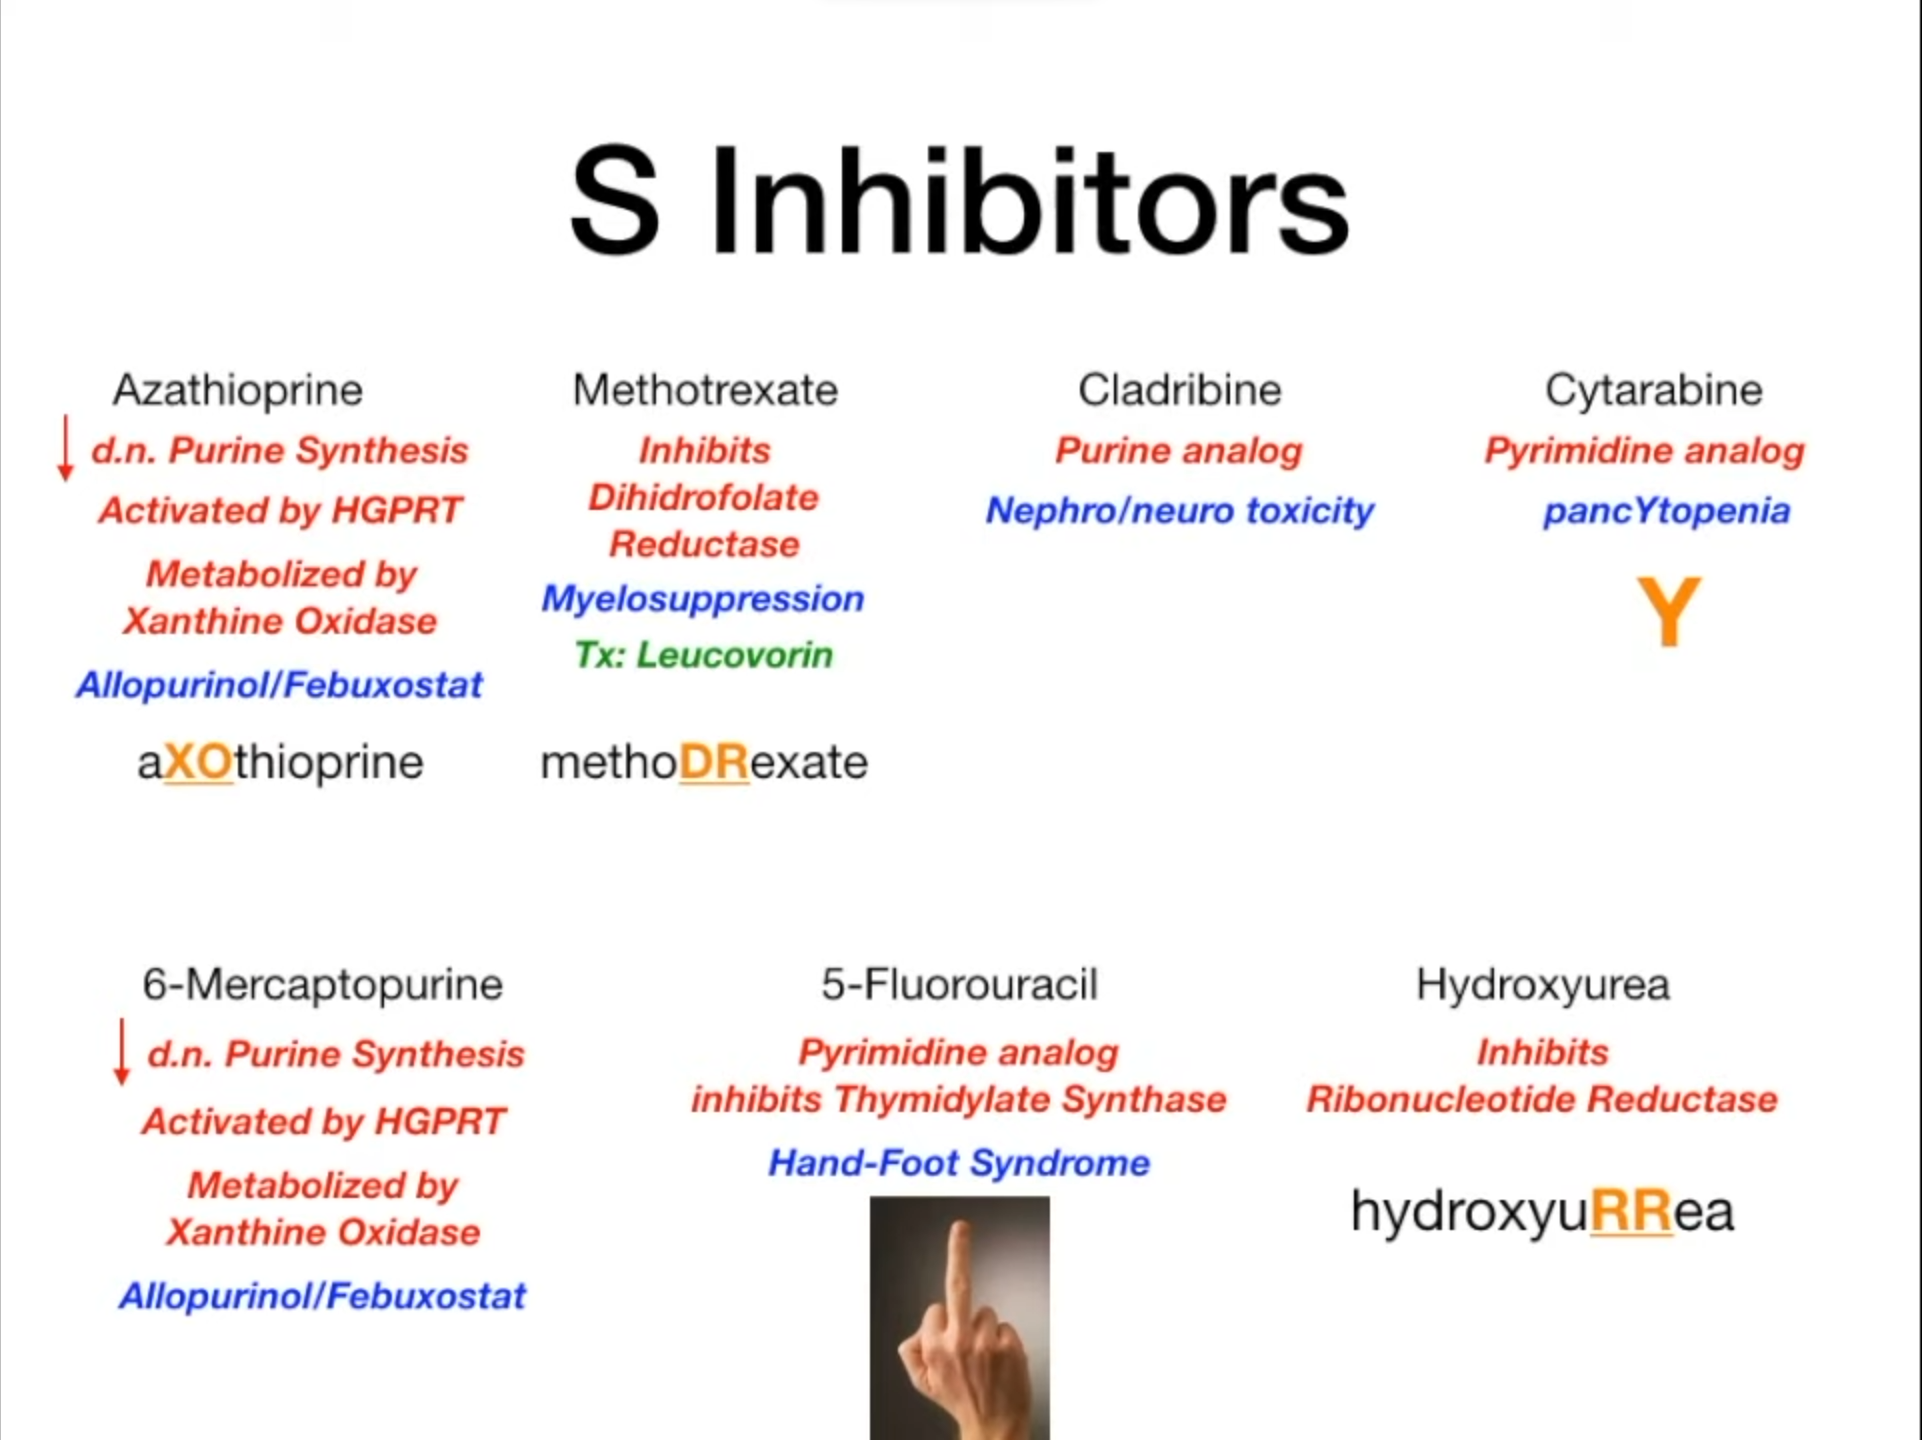 S Inhibitors
Azathioprine
d.n. Purine Synthesis
Activated by HGPRT
Metabolized by
Xanthine Oxidase
Allopurinol/Febuxostat
aXOthioprine
Methotrexate
Inhibits
Dihidrofolate
Reductase
Myelosuppression
Tx: Leucovorin
methoDRexate
Cladribine
Purine analog
Nephro/neuro toxicity
Cytarabine
Pyrimidine analog
pancYtopenia
Y
6-Mercaptopurine
d.n. Purine Synthesis
Activated by HGPRT
Metabolized by
Xanthine Oxidase
Allopurinol/Febuxostat
5-Fluorouracil
Pyrimidine analog
inhibits Thymidylate Synthase
Hand-Foot Syndrome
Hydroxyurea
Inhibits
Ribonucleotide Reductase
hydroxyuRRea